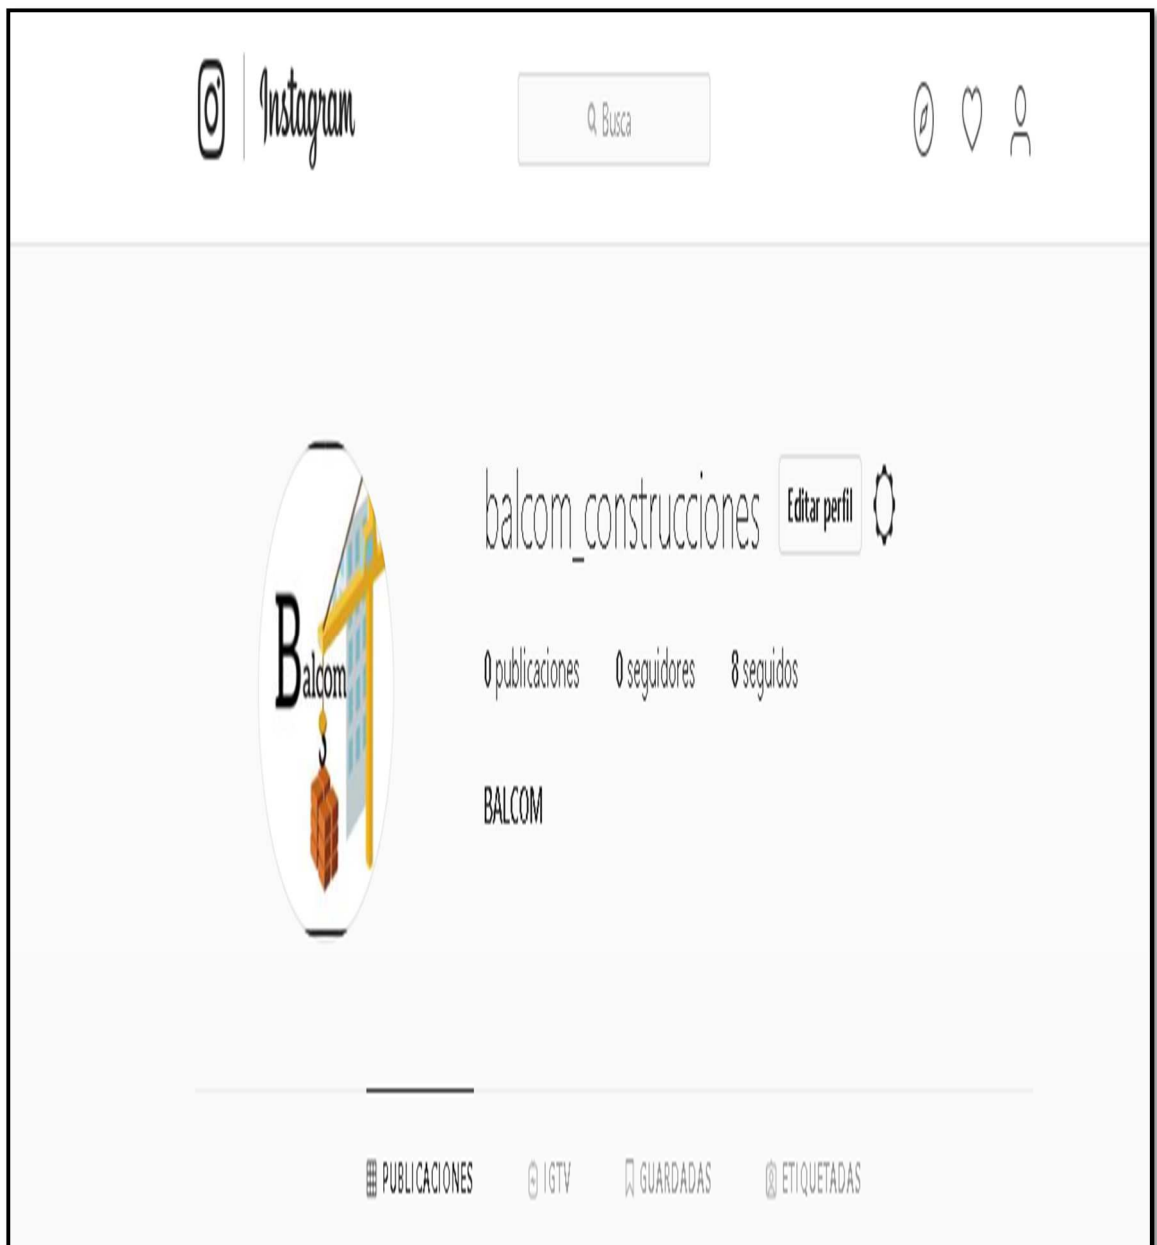 Instagram
Busca
balcom_construcciones Editar perfil
0 publicaciones 0 seguidores 8 seguidos
Balcom
BALCOM
PUBLICACIONES IGTV GUARDADAS ETIQUETADAS